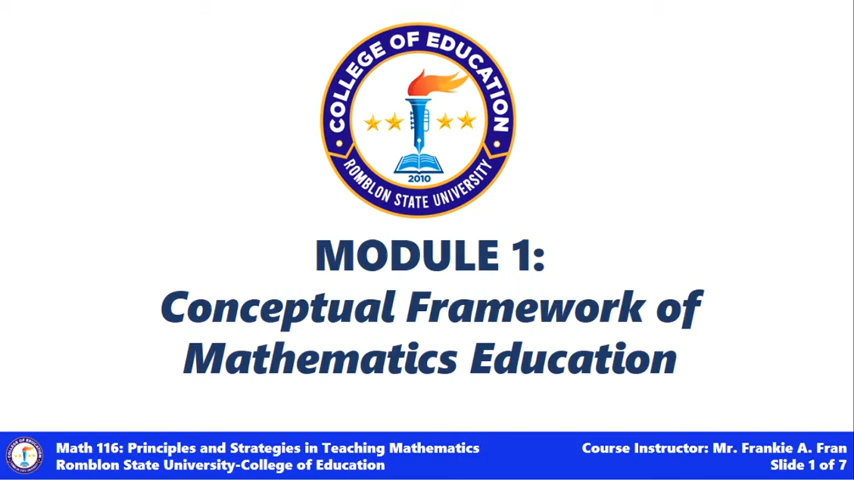 COLLEGE OF EDUCATION
2010
ROMBLON STATE UNIVERSITY
MODULE 1:
Conceptual Framework of
Mathematics Education
Math 116: Principles and Strategies in Teaching Mathematics
Romblon State University-College of Education
Course Instructor: Mr. Frankie A. Fran
Slide 1 of 7